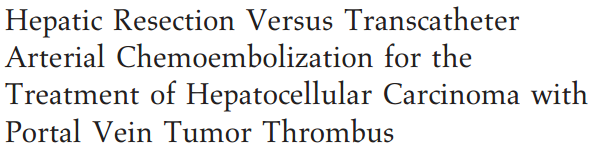 Hepatic Resection Versus Transcatheter
Arterial Chemoembolization for the
Treatment of Hepatocellular Carcinoma with
Portal Vein Tumor Thrombus